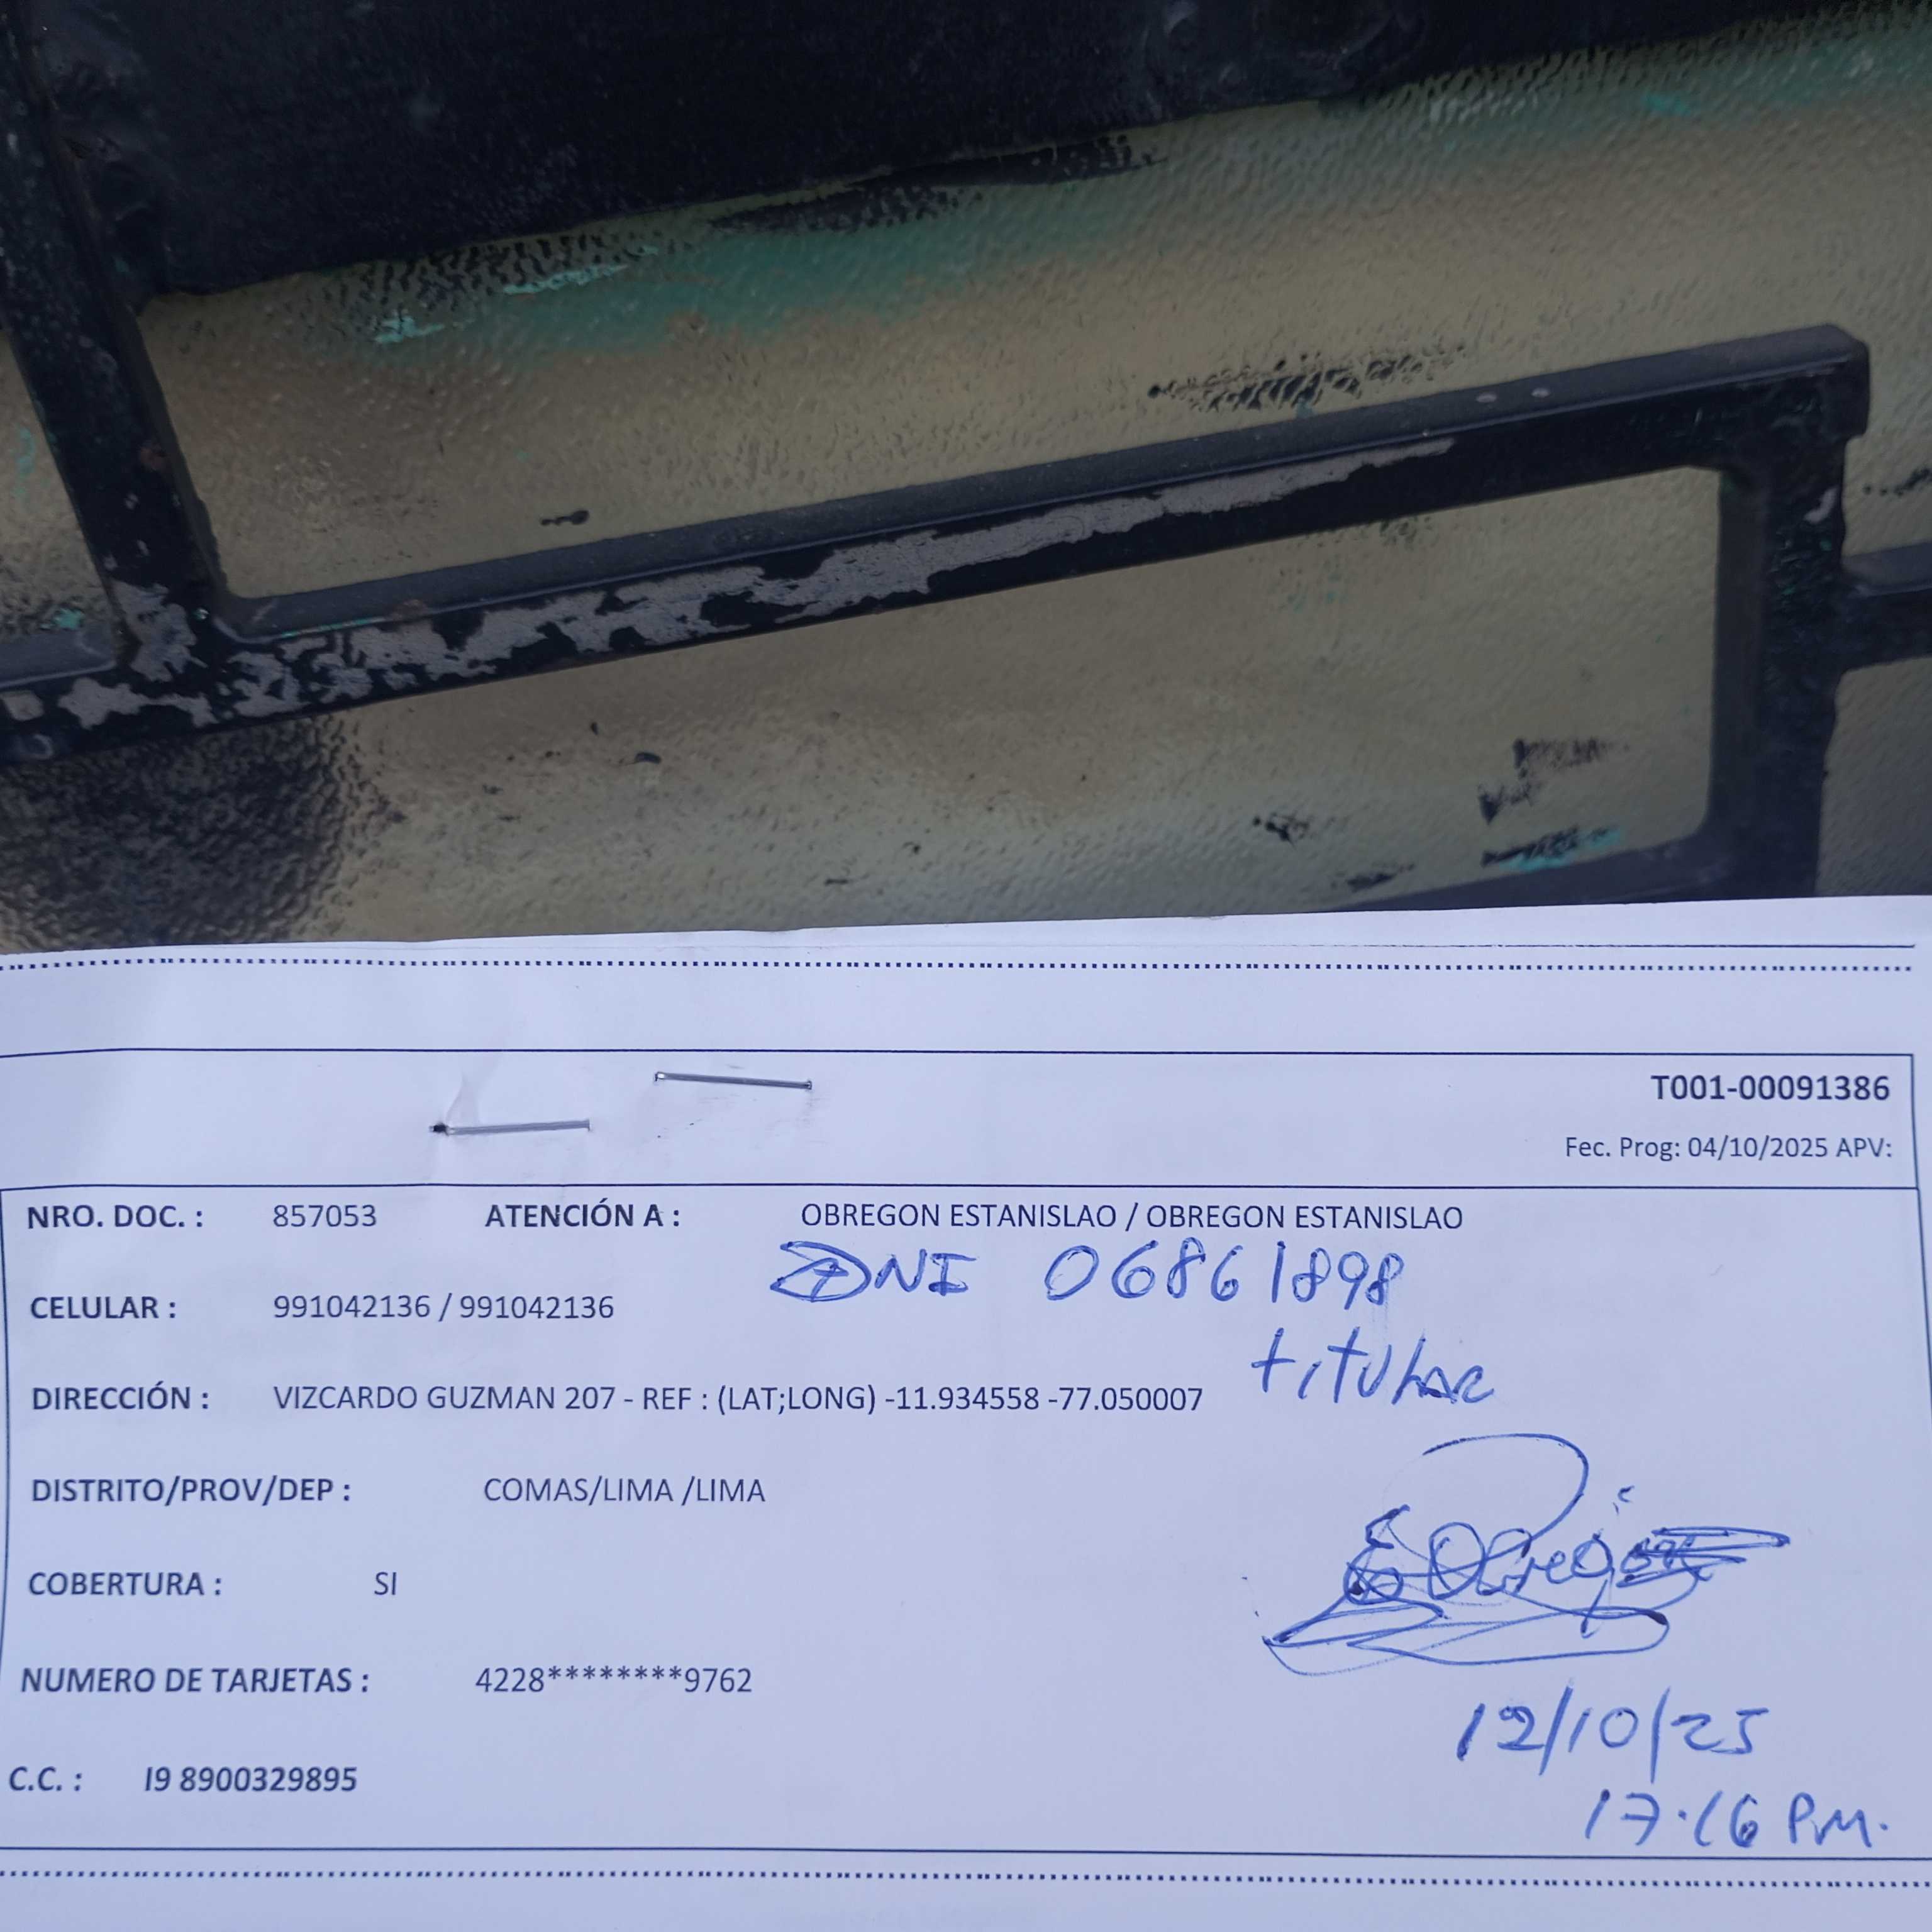 T001-00091386
Fec. Prog: 04/10/2025 APV:
NRO. DOC. : 857053 ATENCIÓN A : OBREGON ESTANISLAO / OBREGON ESTANISLAO
DNI 06861898
CELULAR : 991042136 / 991042136
titular
DIRECCIÓN : VIZCARDO GUZMAN 207 - REF : (LAT;LONG) -11.934558 -77.050007
DISTRITO/PROV/DEP : COMAS/LIMA /LIMA
COBERTURA : SI
NUMERO DE TARJETAS : 4228********9762
12/10/25
C.C. : I9 8900329895
17:16 P.M.